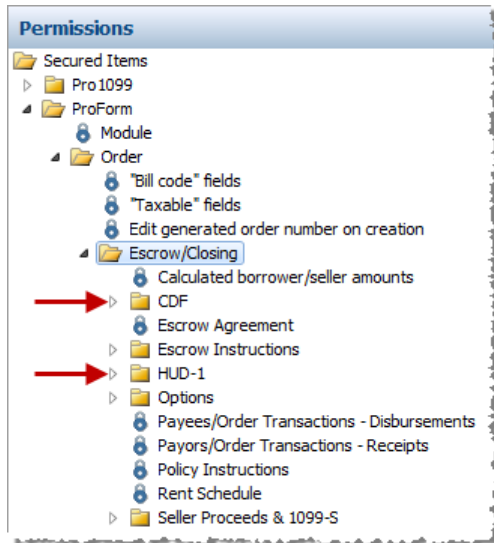 Permissions
Secured Items
Pro1099
ProForm
Module
Order
"Bill code" fields
"Taxable" fields
Edit generated order number on creation
Escrow/Closing
Calculated borrower/seller amounts
CDF
Escrow Agreement
Escrow Instructions
HUD-1
Options
Payees/Order Transactions - Disbursements
Payors/Order Transactions - Receipts
Policy Instructions
Rent Schedule
Seller Proceeds & 1099-S